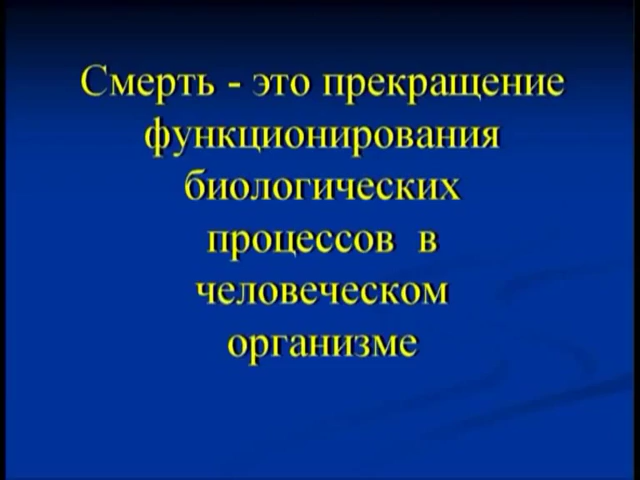 Смерть - это прекращение
функционирования
биологических
процессов в
человеческом
организме